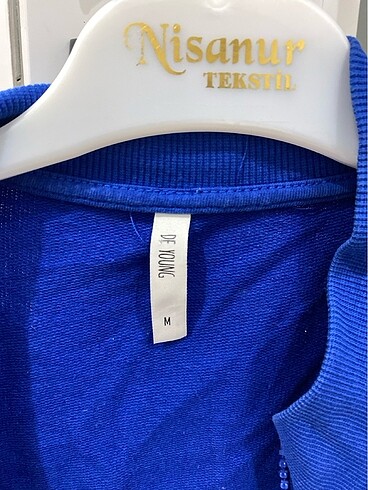 Nisanur
TEKSTİL
DE YOUNG
M